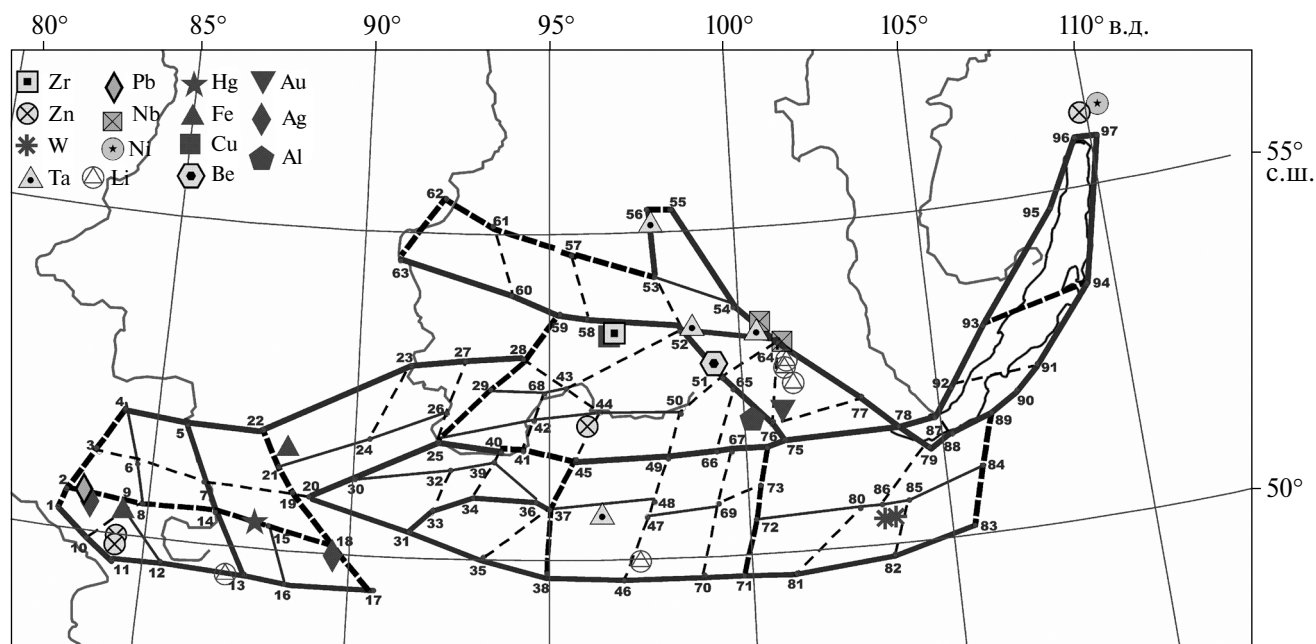 80° 85° 90° 95° 100° 105° 110° в.д.
Zr Pb Hg Au
Zn Nb Fe Ag
W Ni Cu Al
Ta Li Be
55°
с.ш.
50°
96 97
62 61 56 55 95
57
63 60 53 94
59 58 54 93
52 64
23 27 28 91
29 68 43 51 65 92
4 26 44 50 77 90
5 22 42 78 87 89
3 24 25 40 41 67 76 75 79 88
6 21 45 49 66 84
2 7 19 20 30 32 39 73 86 85
1 9 8 14 33 34 36 37 48 69 80
15 47 72 83
10 18 31
11 12 13 16 17 35 38 46 70 71 81 82